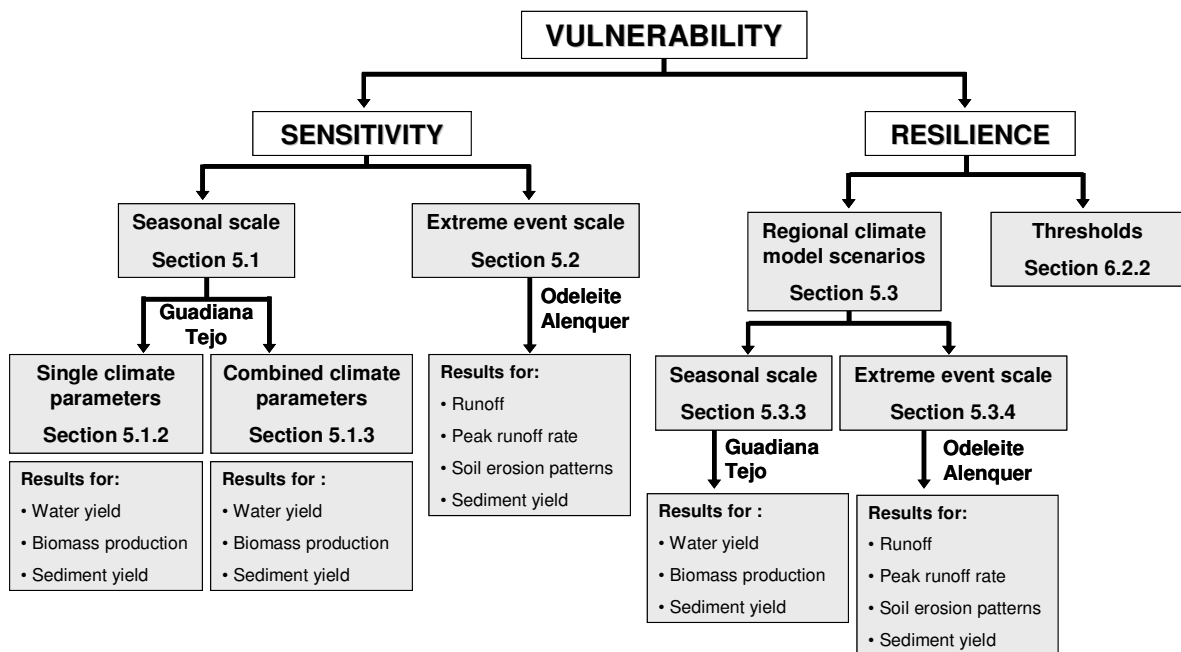 VULNERABILITY
SENSITIVITY
RESILIENCE
Seasonal scale
Section 5.1
Extreme event scale
Section 5.2
Regional climate
model scenarios
Section 5.3
Thresholds
Section 6.2.2
Guadiana
Tejo
Odeleite
Alenquer
Single climate
parameters
Section 5.1.2
Combined climate
parameters
Section 5.1.3
Results for:
• Runoff
• Peak runoff rate
• Soil erosion patterns
• Sediment yield
Seasonal scale
Section 5.3.3
Extreme event scale
Section 5.3.4
Guadiana
Tejo
Odeleite
Alenquer
Results for:
• Water yield
• Biomass production
• Sediment yield
Results for :
• Water yield
• Biomass production
• Sediment yield
Results for :
• Water yield
• Biomass production
• Sediment yield
Results for:
• Runoff
• Peak runoff rate
• Soil erosion patterns
• Sediment yield